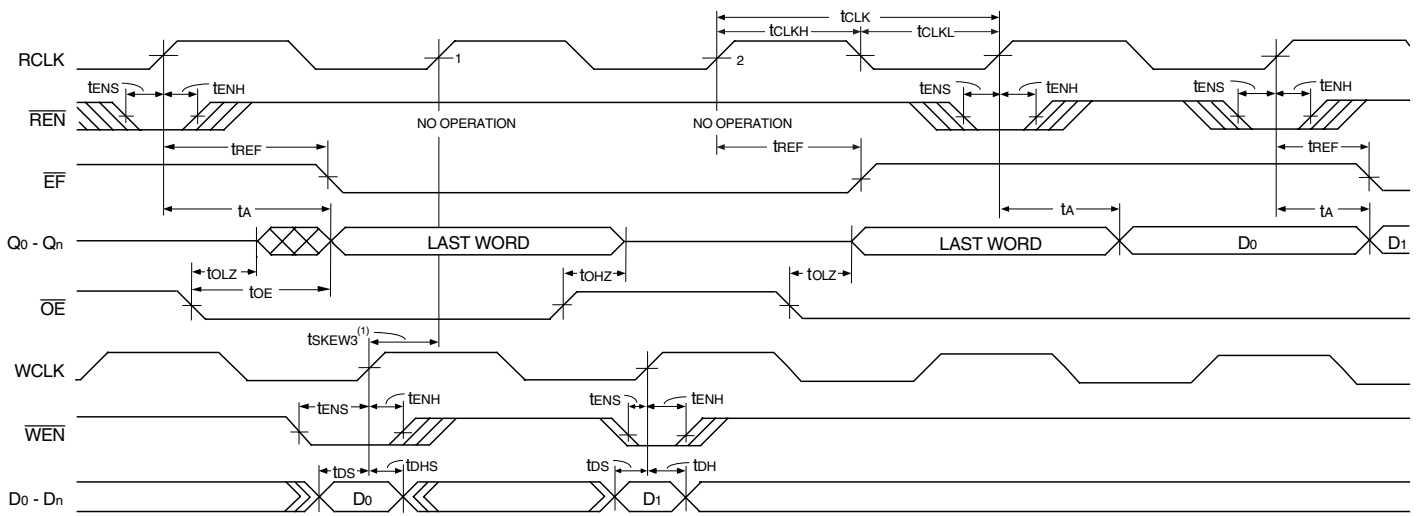 tCLK
tCLKH tCLKL
RCLK 1 2
tENS tENH tENS tENH tENS tENH
REN
NO OPERATION NO OPERATION
tREF tREF tREF
EF
tA tA tA
Q0 - Qn LAST WORD LAST WORD D0 D1
tOLZ tOHZ tOLZ
tOE
OE
tSKEW3(1)
WCLK
tENS tENH tENS tENH
WEN
tDS tDHS tDS tDH
D0 - Dn D0 D1